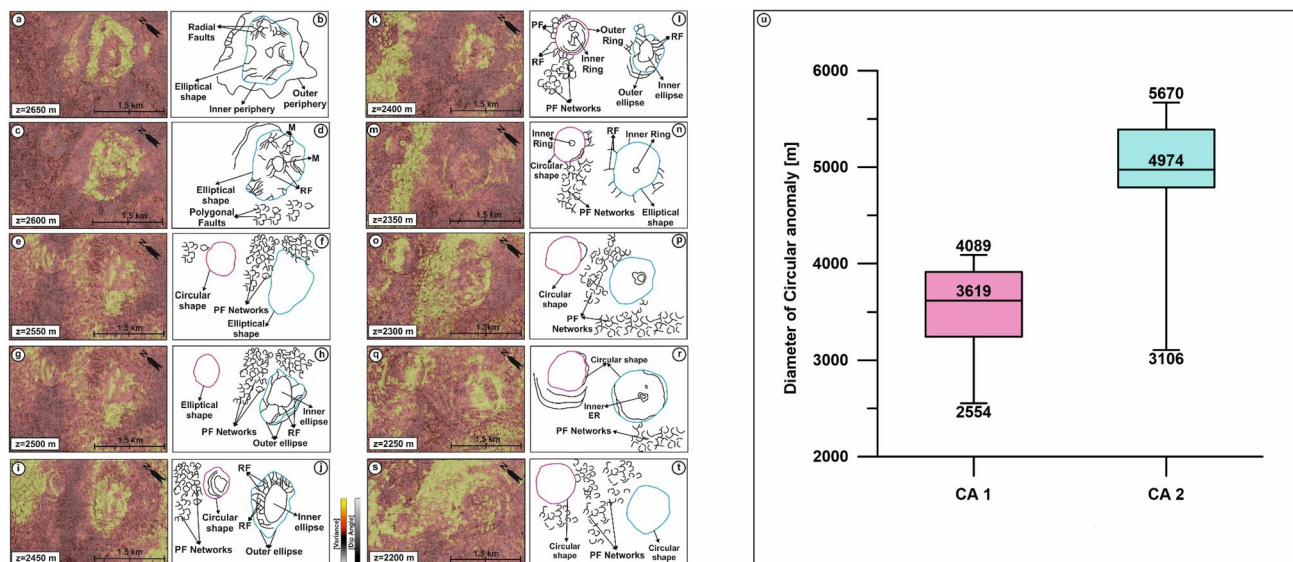 a
N
z=2650 m
1.5 km
b
Radial
Faults
Elliptical
shape
Inner periphery
Outer
periphery
c
N
z=2600 m
1.5 km
d
M
M
RF
Elliptical
shape
Polygonal
Faults
e
N
z=2550 m
1.5 km
f
Circular
shape
PF Networks
Elliptical
shape
g
N
z=2500 m
1.5 km
h
Elliptical
shape
PF Networks
Inner
ellipse
RF
Outer ellipse
i
N
z=2450 m
1.5 km
j
RF
Circular
shape
PF Networks
RF
Inner
ellipse
Outer ellipse
[Variance]
[Dip Angle]
k
N
z=2400 m
1.5 km
l
PF
RF
Outer
Ring
Inner
Ring
RF
PF Networks
Outer
ellipse
Inner
ellipse
m
N
z=2350 m
1.5 km
n
Inner
Ring
Circular
shape
RF
Inner Ring
PF Networks
Elliptical
shape
o
N
z=2300 m
1.5 km
p
Circular
shape
PF
Networks
q
N
z=2250 m
1.5 km
r
Circular shape
Inner
ER
PF Networks
s
N
z=2200 m
1.5 km
t
Circular
shape
PF Networks
Circular
shape
u
Diameter of Circular anomaly [m]
6000
5000
4000
3000
2000
4089
3619
2554
5670
4974
3106
CA 1
CA 2